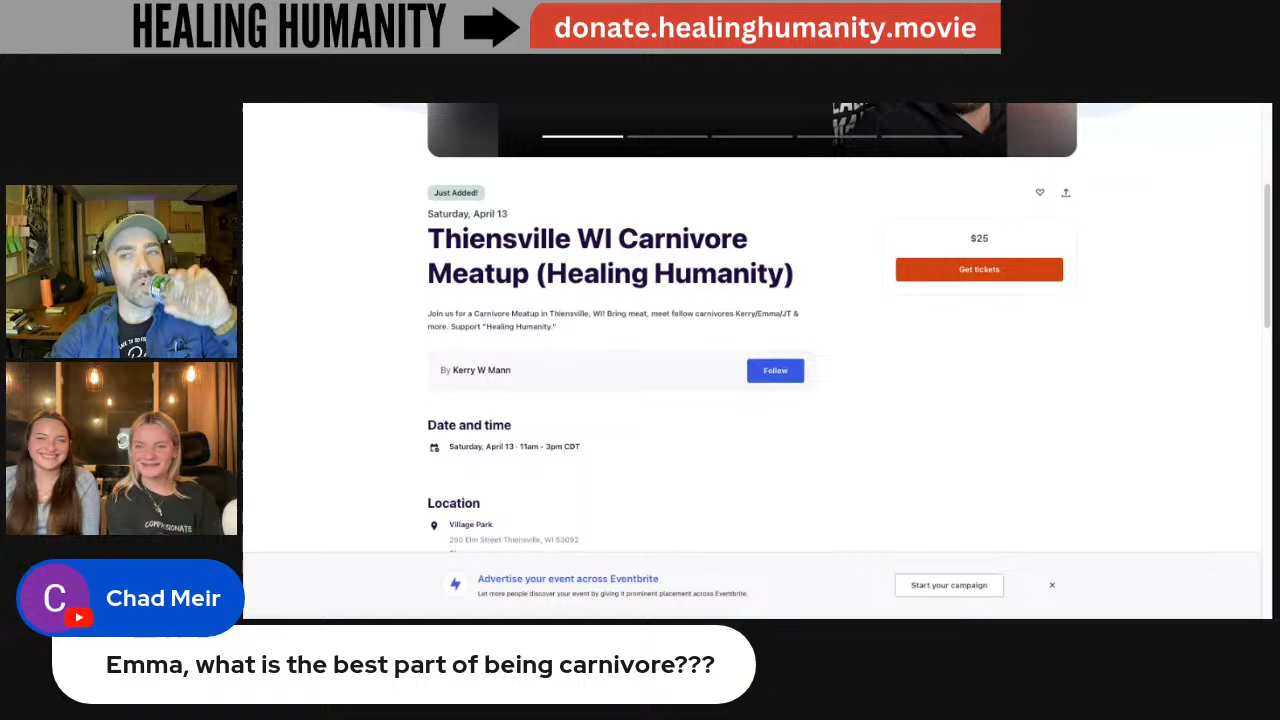 HEALING HUMANITY
donate.healinghumanity.movie
Just Added!
Saturday, April 13
Thiensville WI Carnivore
Meatup (Healing Humanity)
$25
Get tickets
Join us for a Carnivore Meatup in Thiensville, WI! Bring meat, meet fellow carnivores Kerry/Emma/JT &
more. Support "Healing Humanity."
By Kerry W Mann
Follow
Date and time
Saturday, April 13 · 11am - 3pm CDT
Location
Village Park
250 Elm Street Thiensville, WI 53092
Advertise your event across Eventbrite
Let more people discover your event by giving it prominent placement across Eventbrite.
Start your campaign
COMPASSIONATE
C
Chad Meir
Emma, what is the best part of being carnivore???